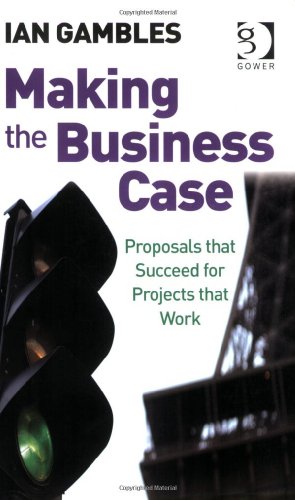 IAN GAMBLES
g
GOWER
Making
the Business
Case
Proposals that
Succeed for
Projects that
Work